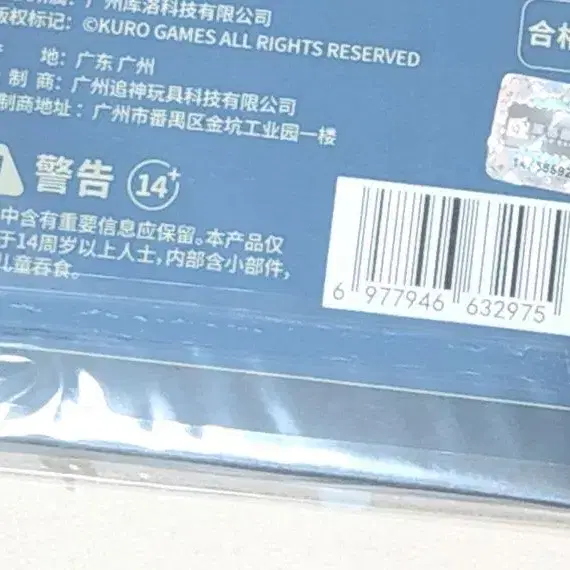 广州库洛科技有限公司
版权标记：©KURO GAMES ALL RIGHTS RESERVED
地：广东 广州
制 商：广州追神玩具科技有限公司
制商地址：广州市番禺区金坑工业园一楼
合格
警告 14+
中含有重要信息应保留。本产品仅
于14周岁以上人士，内部含小部件，
儿童吞食。
6 977946 632975